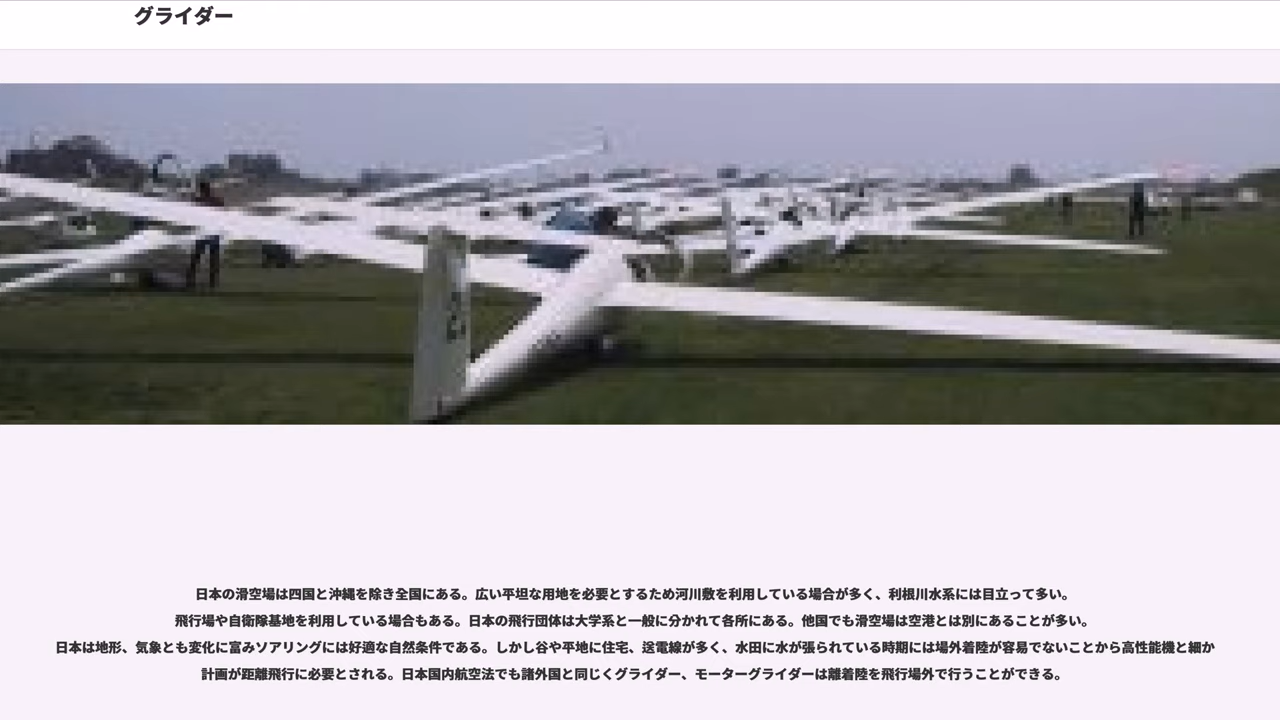 グライダー
日本の滑空場は四国と沖縄を除き全国にある。広い平坦な用地を必要とするため河川敷を利用している場合が多く、利根川水系には目立って多い。
飛行場や自衛隊基地を利用している場合もある。日本の飛行団体は大学系と一般に分かれて各所にある。他国でも滑空場は空港とは別にあることが多い。
日本は地形、気象とも変化に富みソアリングには好適な自然条件である。しかし谷や平地に住宅、送電線が多く、水田に水が張られている時期には場外着陸が容易でないことから高性能機と細か
計画が距離飛行に必要とされる。日本国内航空法でも諸外国と同じくグライダー、モーターグライダーは離着陸を飛行場外で行うことができる。